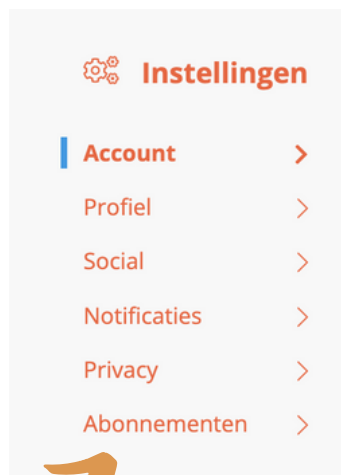 Instellingen
Account
Profiel
Social
Notificaties
Privacy
Abonnementen